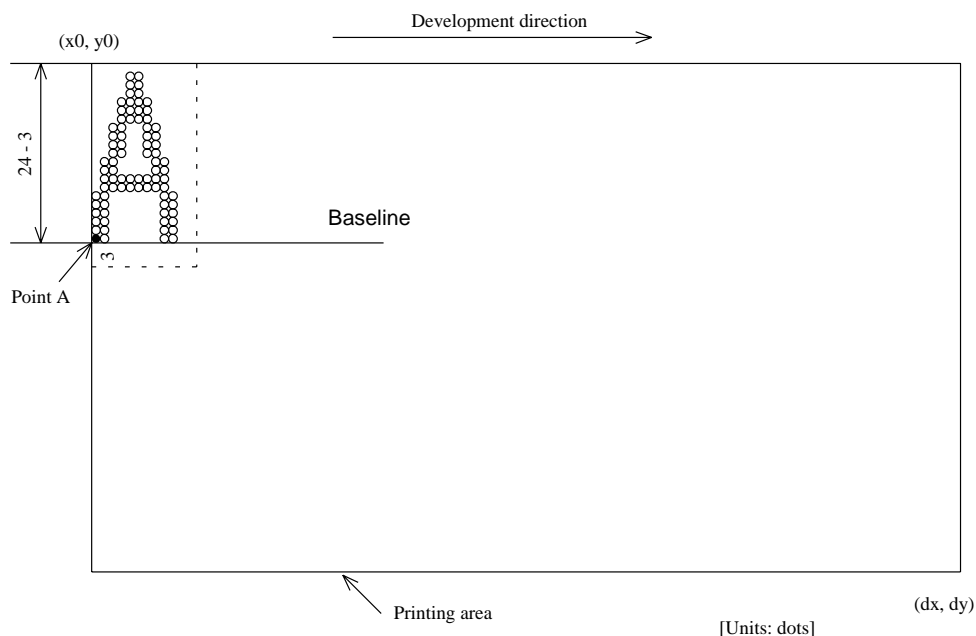 Development direction
(x0, y0)
24 - 3
Baseline
3
Point A
Printing area
(dx, dy)
[Units: dots]